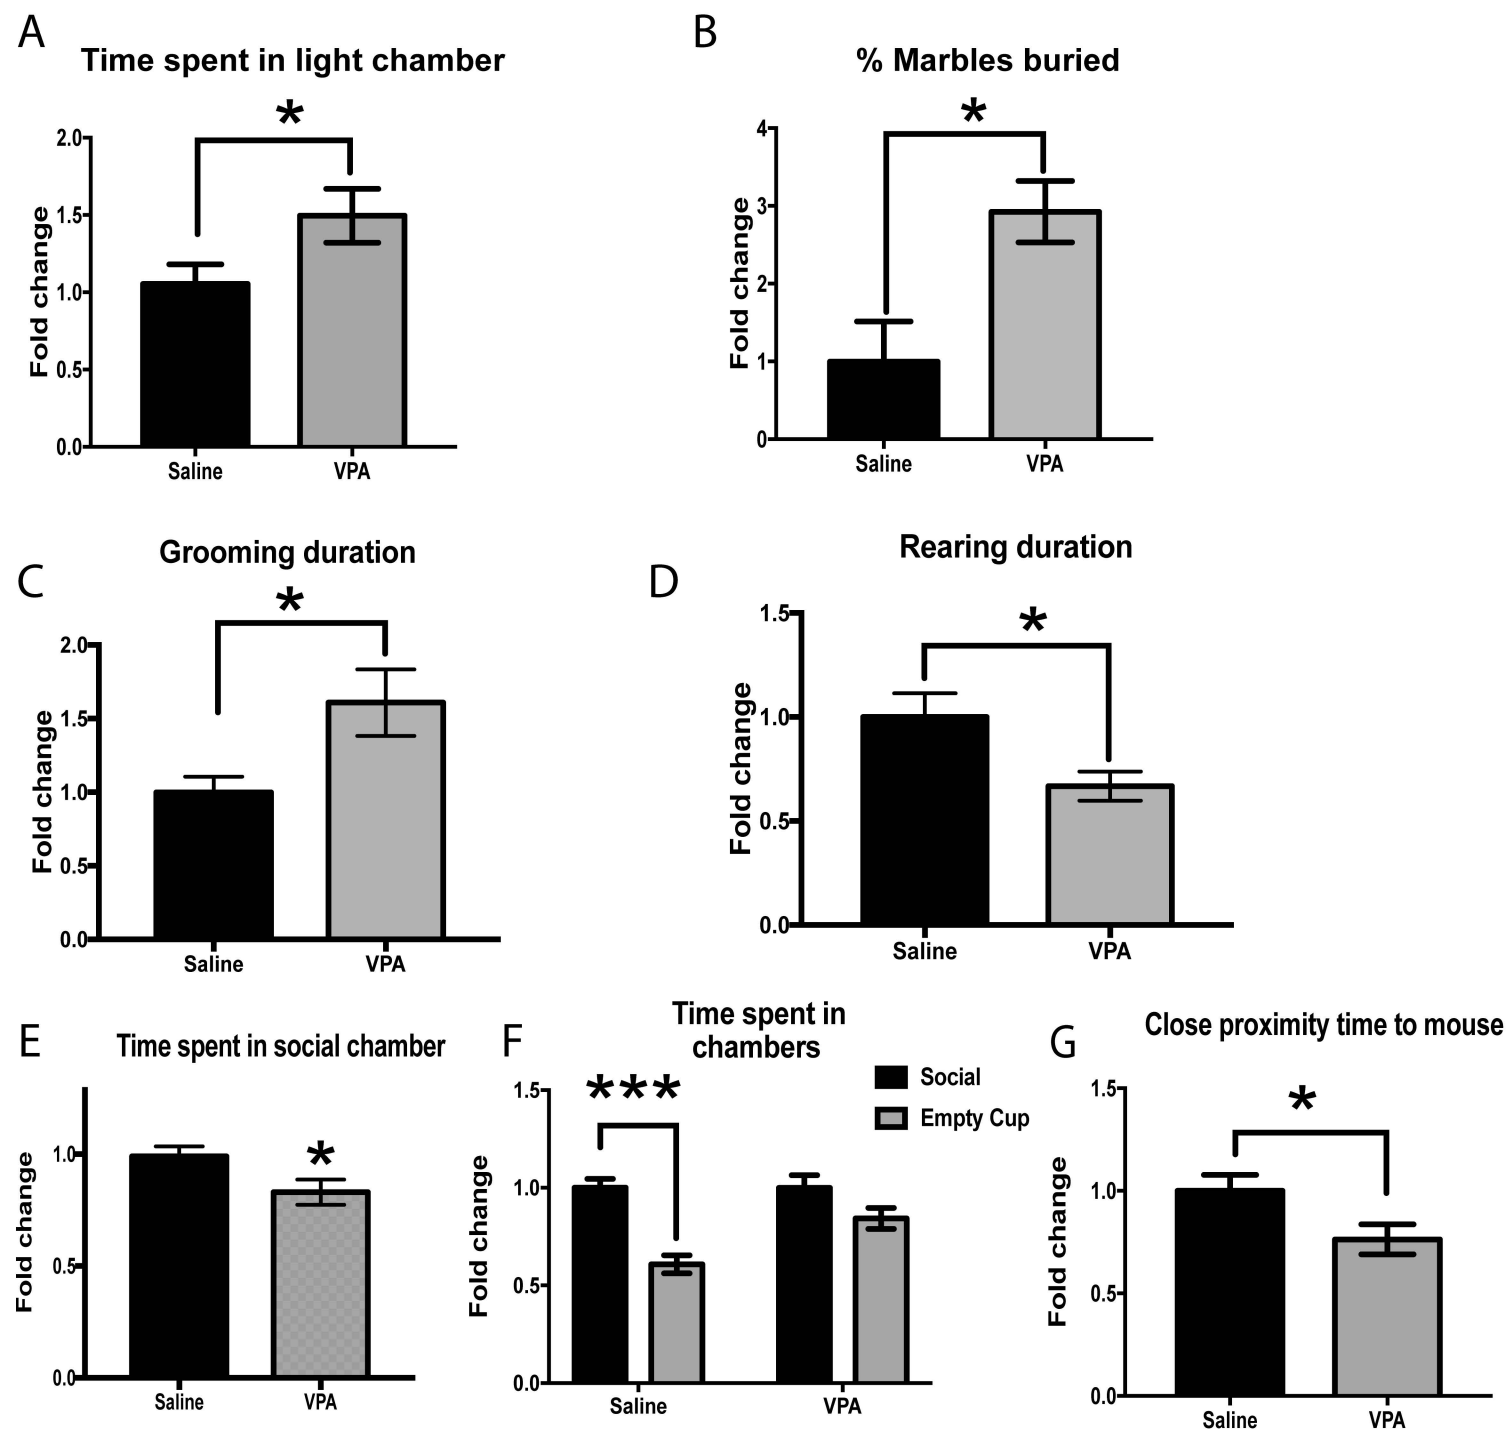 A
Time spent in light chamber
*
2.0
1.5
1.0
0.5
0.0
Fold change
Saline
VPA
B
% Marbles buried
*
4
3
2
1
0
Fold change
Saline
VPA
C
Grooming duration
*
2.0
1.5
1.0
0.5
0.0
Fold change
Saline
VPA
D
Rearing duration
*
1.5
1.0
0.5
0.0
Fold change
Saline
VPA
E
Time spent in social chamber
*
1.0
0.5
0.0
Fold change
Saline
VPA
F
Time spent in
chambers
***
Social
Empty Cup
1.5
1.0
0.5
0.0
Fold change
Saline
VPA
G
Close proximity time to mouse
*
1.5
1.0
0.5
0.0
Fold change
Saline
VPA